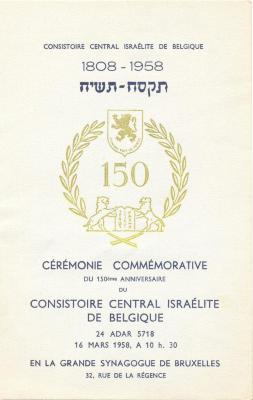 CONSISTOIRE CENTRAL ISRAÉLITE DE BELGIQUE
1808 - 1958
תקסח-תשיח
150
CÉRÉMONIE COMMÉMORATIVE
DU 150ème ANNIVERSAIRE
DU
CONSISTOIRE CENTRAL ISRAÉLITE
DE BELGIQUE
24 ADAR 5718
16 MARS 1958, A 10 h. 30
EN LA GRANDE SYNAGOGUE DE BRUXELLES
32, RUE DE LA RÉGENCE